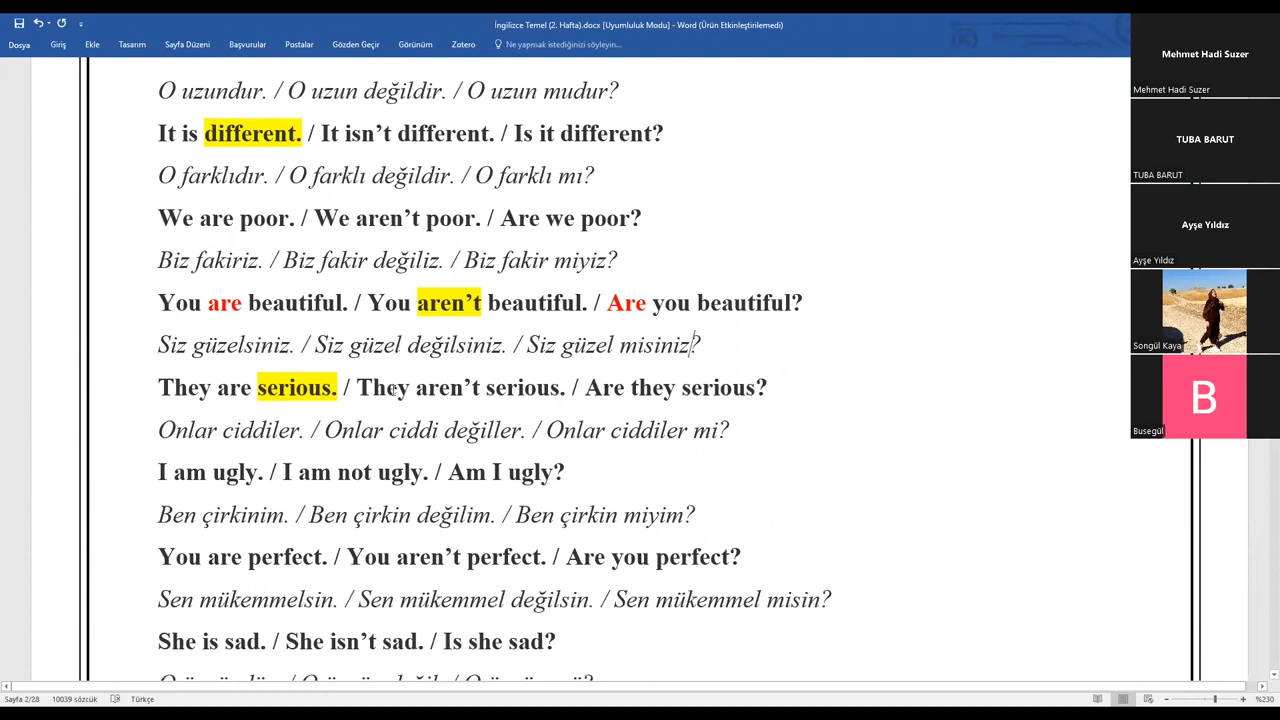 İngilizce Temel (2. Hafta).docx [Uyumluluk Modu] - Word (Ürün Etkinleştirilemedi)
Dosya Giriş Ekle Tasarım Sayfa Düzeni Başvurular Postalar Gözden Geçir Görünüm Zotero Ne yapmak istediğinizi söyleyin...
O uzundur. / O uzun değildir. / O uzun mudur?
It is different. / It isn’t different. / Is it different?
O farklıdır. / O farklı değildir. / O farklı mı?
We are poor. / We aren’t poor. / Are we poor?
Biz fakiriz. / Biz fakir değiliz. / Biz fakir miyiz?
You are beautiful. / You aren’t beautiful. / Are you beautiful?
Siz güzelsiniz. / Siz güzel değilsiniz. / Siz güzel misiniz?
They are serious. / They aren’t serious. / Are they serious?
Onlar ciddiler. / Onlar ciddi değiller. / Onlar ciddiler mi?
I am ugly. / I am not ugly. / Am I ugly?
Ben çirkinim. / Ben çirkin değilim. / Ben çirkin miyim?
You are perfect. / You aren’t perfect. / Are you perfect?
Sen mükemmelsin. / Sen mükemmel değilsin. / Sen mükemmel misin?
She is sad. / She isn’t sad. / Is she sad?
Sayfa 2/28 10039 sözcük Türkçe %230
Mehmet Hadi Suzer
Mehmet Hadi Suzer
TUBA BARUT
TUBA BARUT
Ayşe Yıldız
Ayşe Yıldız
Songül Kaya
B
Busegül